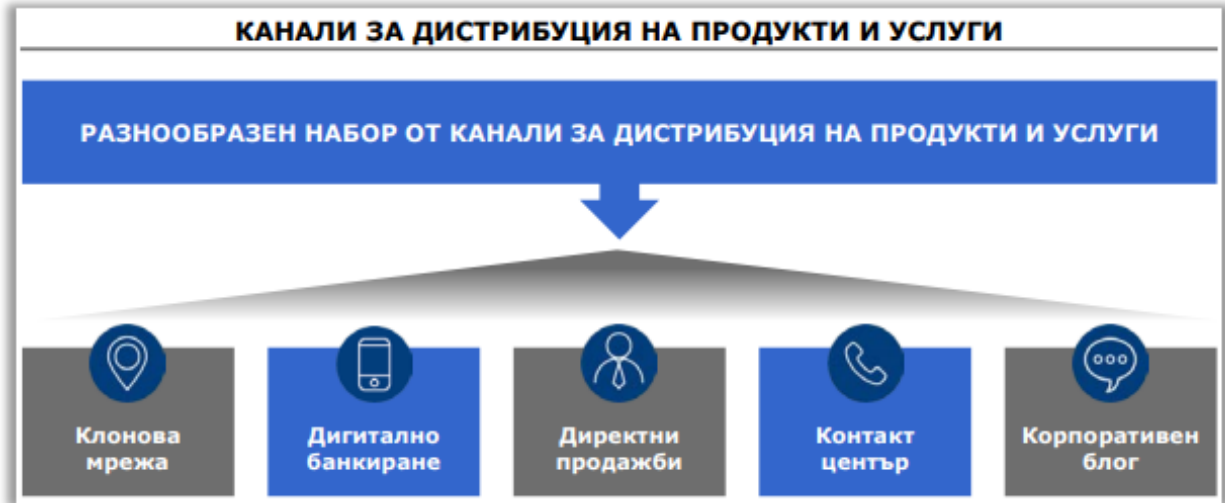 КАНАЛИ ЗА ДИСТРИБУЦИЯ НА ПРОДУКТИ И УСЛУГИ
РАЗНООБРАЗЕН НАБОР ОТ КАНАЛИ ЗА ДИСТРИБУЦИЯ НА ПРОДУКТИ И УСЛУГИ
Клонова
мрежа
Дигитално
банкиране
Директни
продажби
Контакт
център
Корпоративен
блог